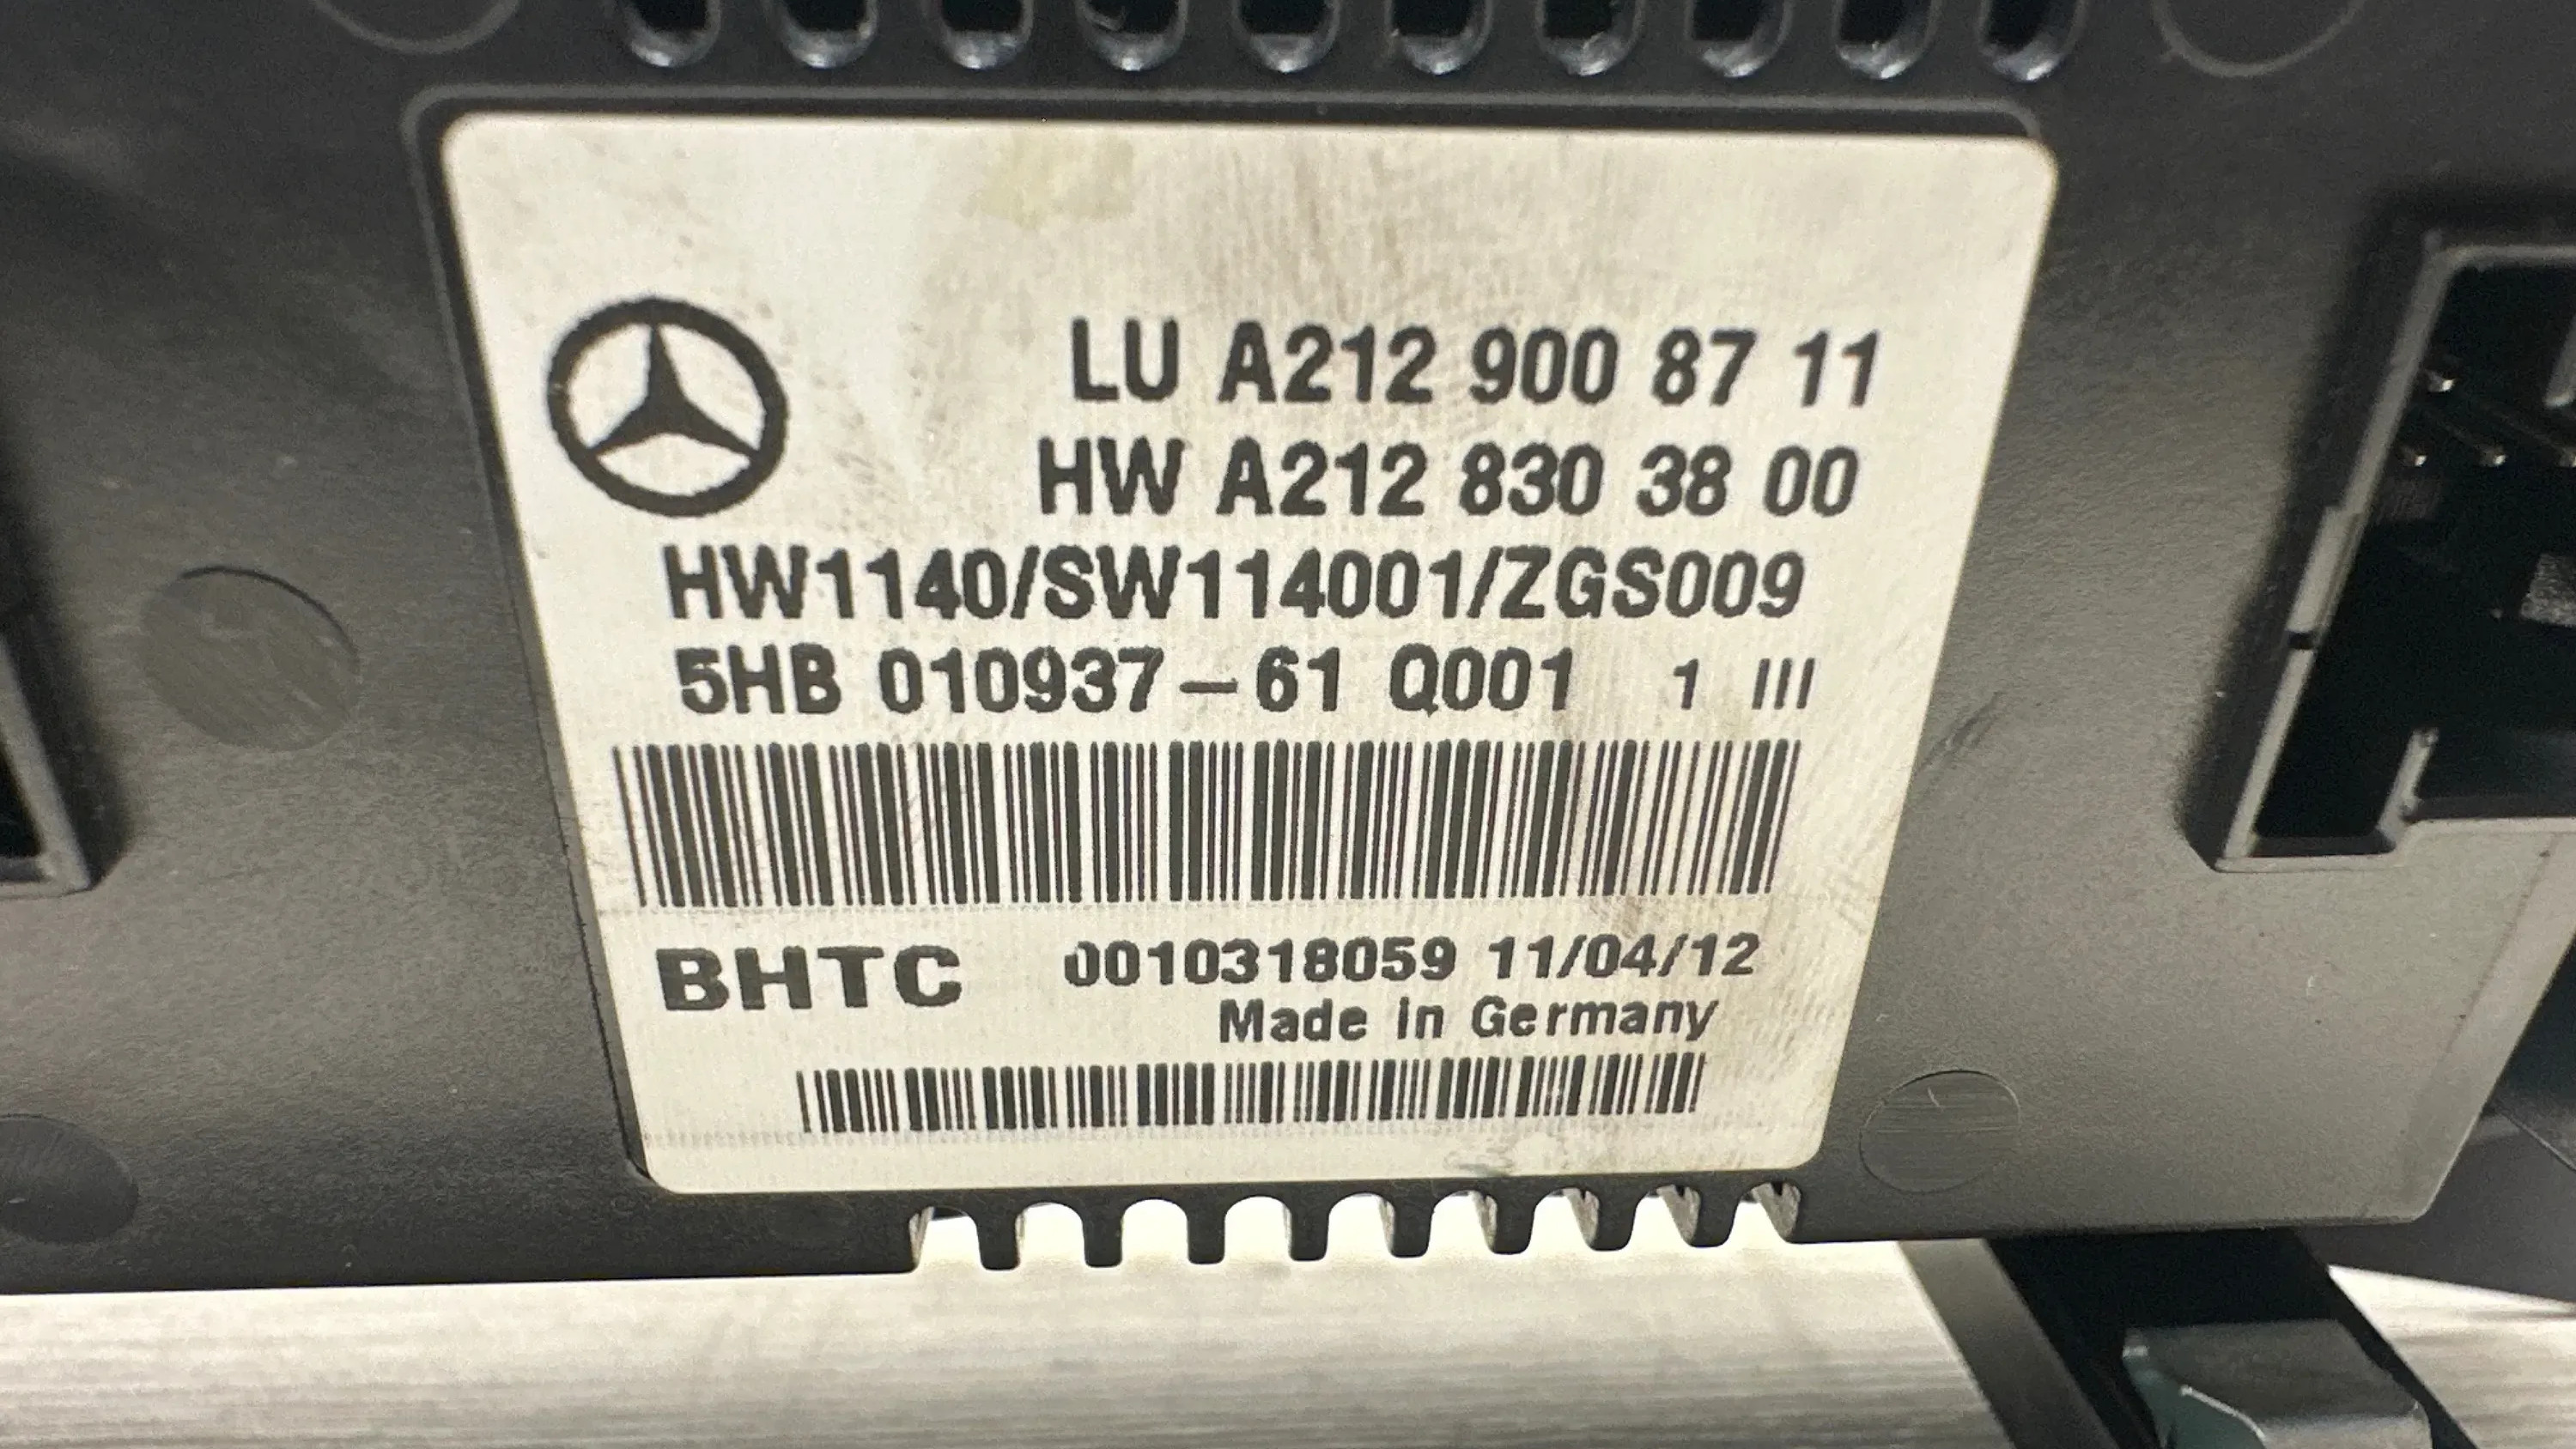 LU A212 900 87 11
HW A212 830 38 00
HW1140/SW114001/ZGS009
5HB 010937-61 Q001 1 III
BHTC 0010318059 11/04/12
Made in Germany